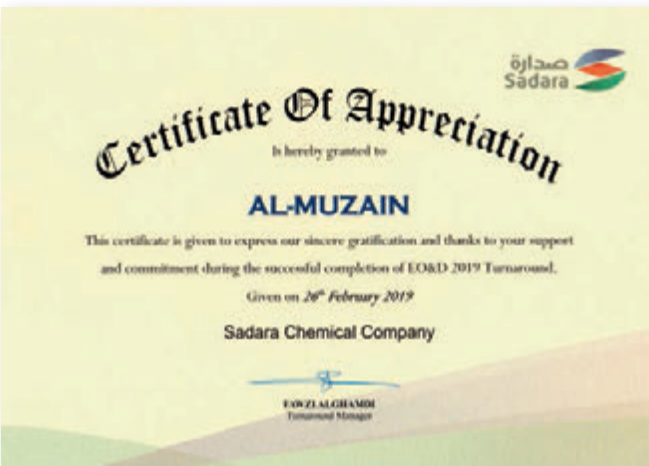 صدارة
Sadara
Certificate Of Appreciation
Is hereby granted to
AL-MUZAIN
This certificate is given to express our sincere gratification and thanks to your support
and commitment during the successful completion of EO&D 2019 Turnaround.
Given on 26th February 2019
Sadara Chemical Company
FAWZI ALGHAMDI
Turnaround Manager